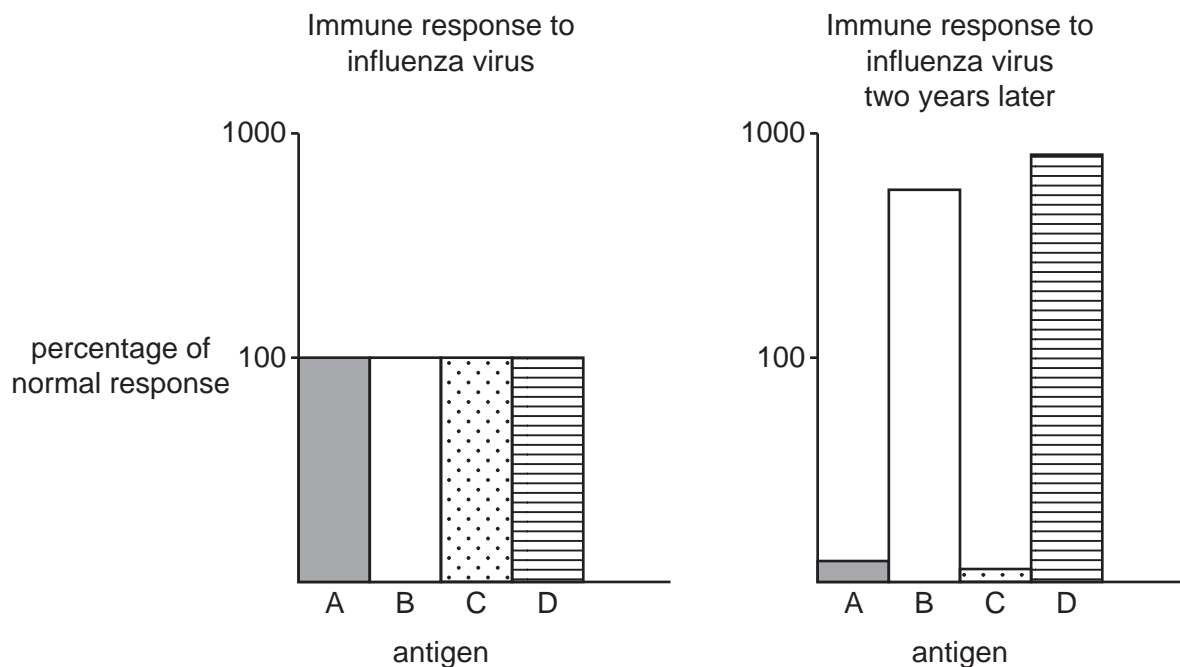 Immune response to
influenza virus
1000
percentage of
normal response
100
A B C D
antigen
Immune response to
influenza virus
two years later
1000
100
A B C D
antigen